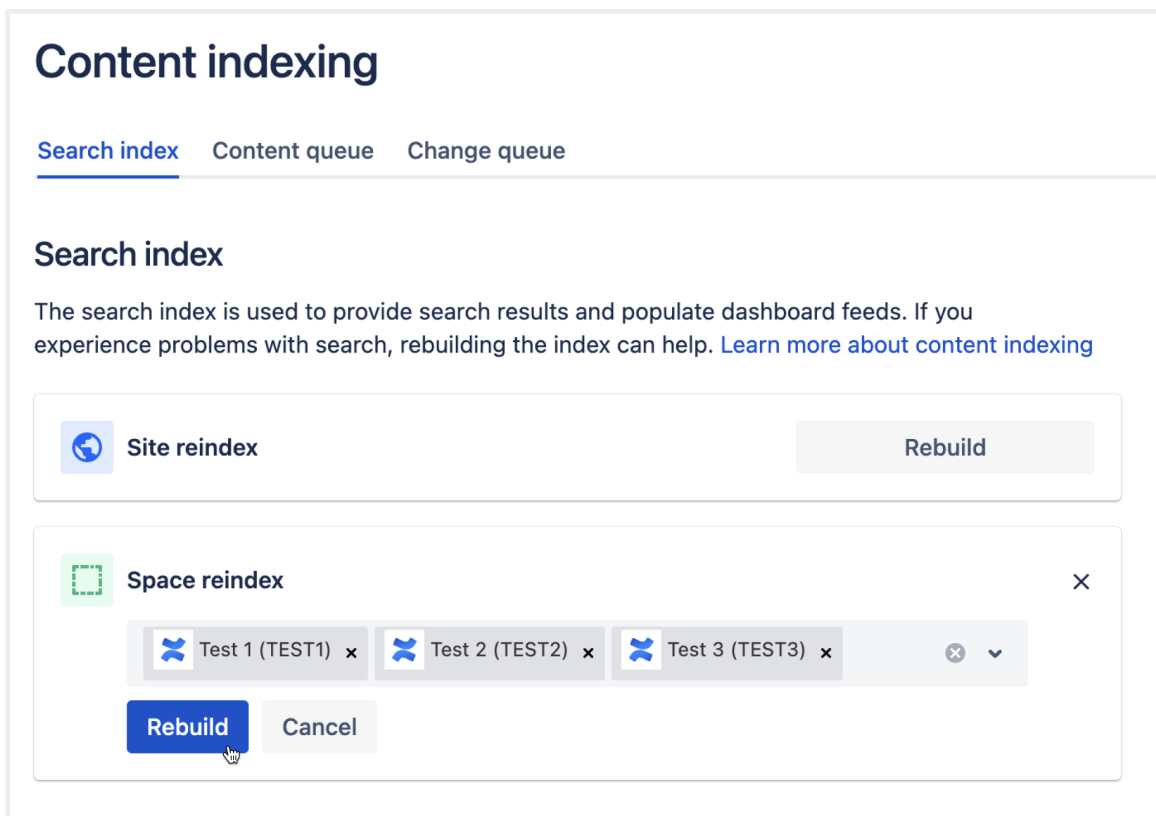 Content indexing
Search index Content queue Change queue
Search index
The search index is used to provide search results and populate dashboard feeds. If you
experience problems with search, rebuilding the index can help. Learn more about content indexing
Site reindex Rebuild
Space reindex
Test 1 (TEST1) Test 2 (TEST2) Test 3 (TEST3)
Rebuild Cancel